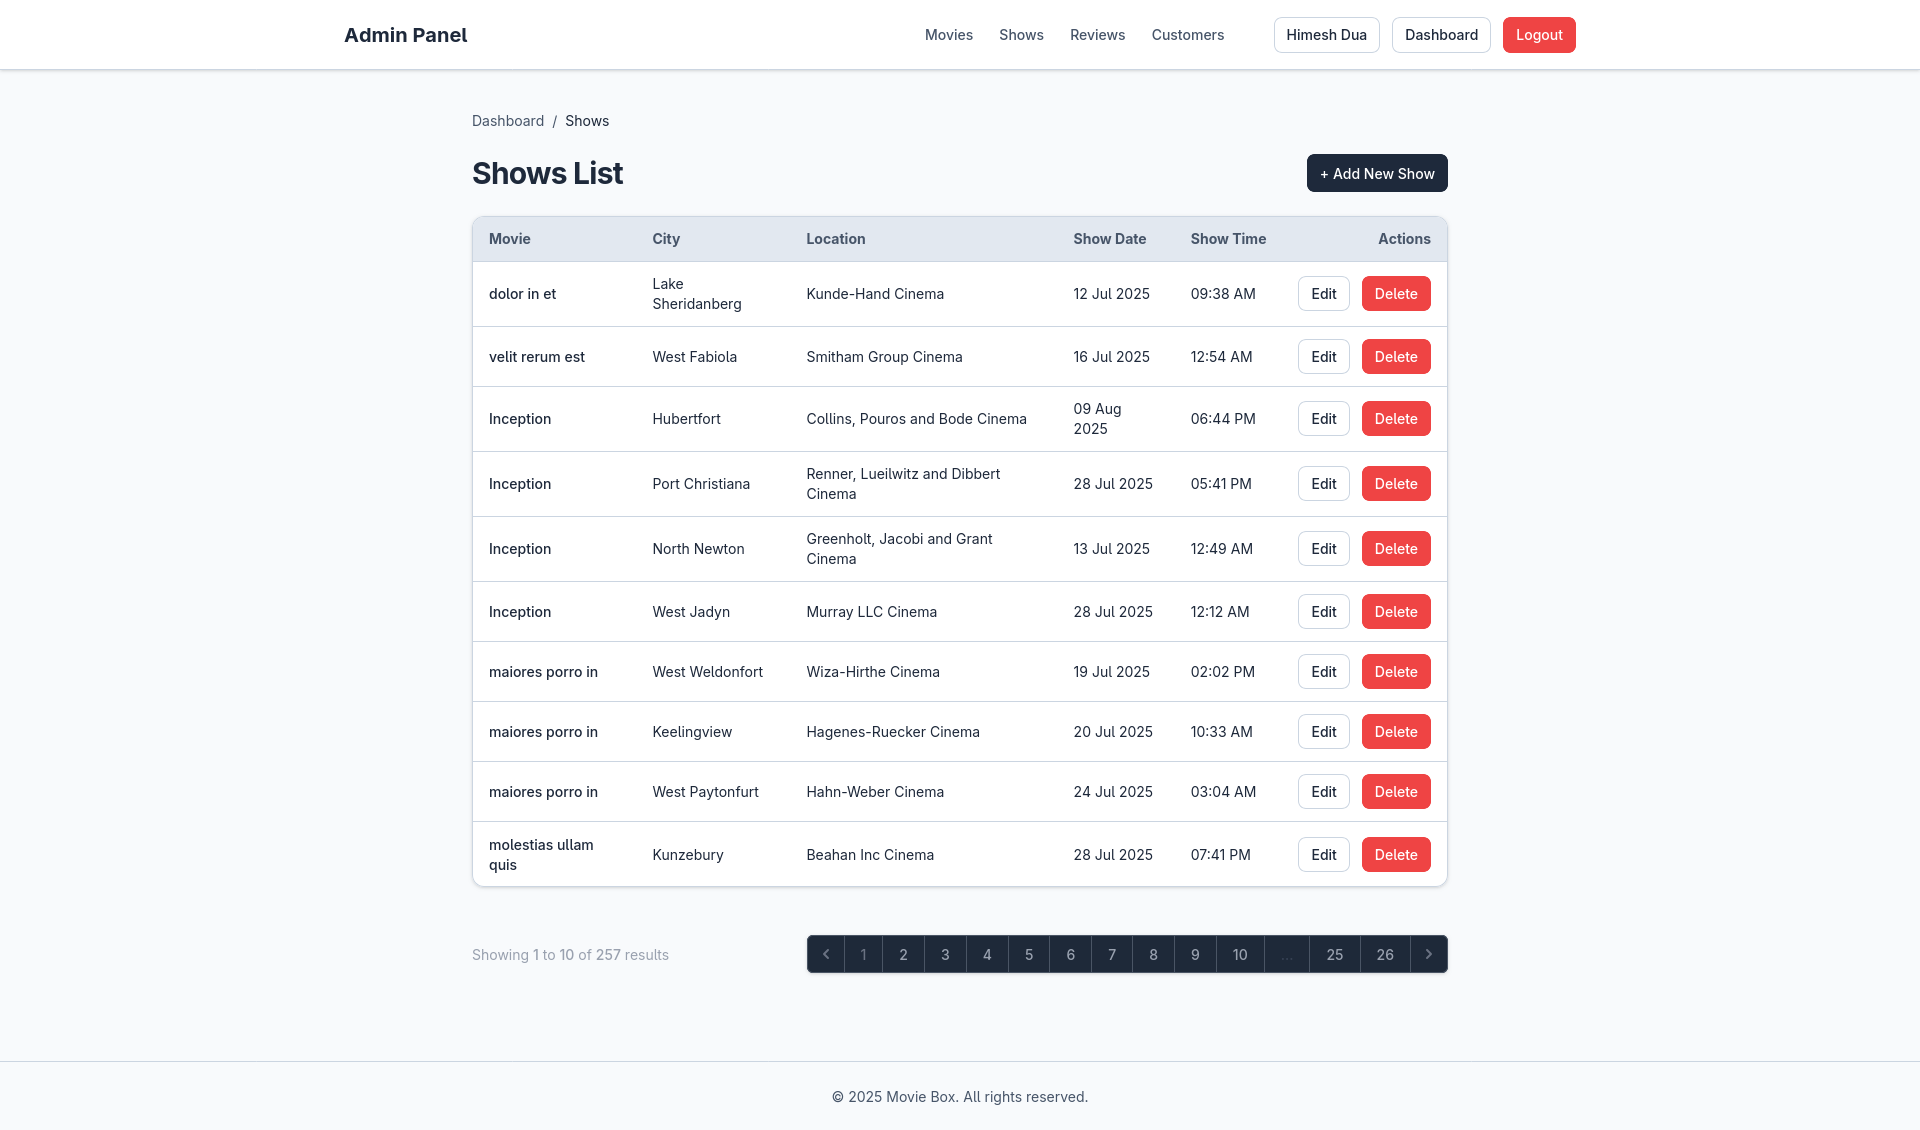 Admin Panel Movies Shows Reviews Customers Himesh Dua Dashboard Logout
Dashboard / Shows
Shows List + Add New Show
Movie City Location Show Date Show Time Actions
dolor in et Lake Sheridanberg Kunde-Hand Cinema 12 Jul 2025 09:38 AM Edit Delete
velit rerum est West Fabiola Smitham Group Cinema 16 Jul 2025 12:54 AM Edit Delete
Inception Hubertfort Collins, Pouros and Bode Cinema 09 Aug 2025 06:44 PM Edit Delete
Inception Port Christiana Renner, Lueilwitz and Dibbert Cinema 28 Jul 2025 05:41 PM Edit Delete
Inception North Newton Greenholt, Jacobi and Grant Cinema 13 Jul 2025 12:49 AM Edit Delete
Inception West Jadyn Murray LLC Cinema 28 Jul 2025 12:12 AM Edit Delete
maiores porro in West Weldonfort Wiza-Hirthe Cinema 19 Jul 2025 02:02 PM Edit Delete
maiores porro in Keelingview Hagenes-Ruecker Cinema 20 Jul 2025 10:33 AM Edit Delete
maiores porro in West Paytonfurt Hahn-Weber Cinema 24 Jul 2025 03:04 AM Edit Delete
molestias ullam quis Kunzebury Beahan Inc Cinema 28 Jul 2025 07:41 PM Edit Delete
Showing 1 to 10 of 257 results 1 2 3 4 5 6 7 8 9 10 ... 25 26
© 2025 Movie Box. All rights reserved.